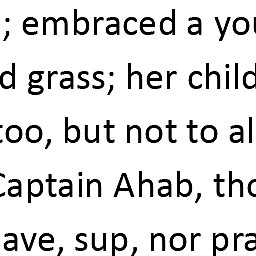 ; embraced a you
d grass; her child
too, but not to al
Captain Ahab, tho
ave, sup, nor pra